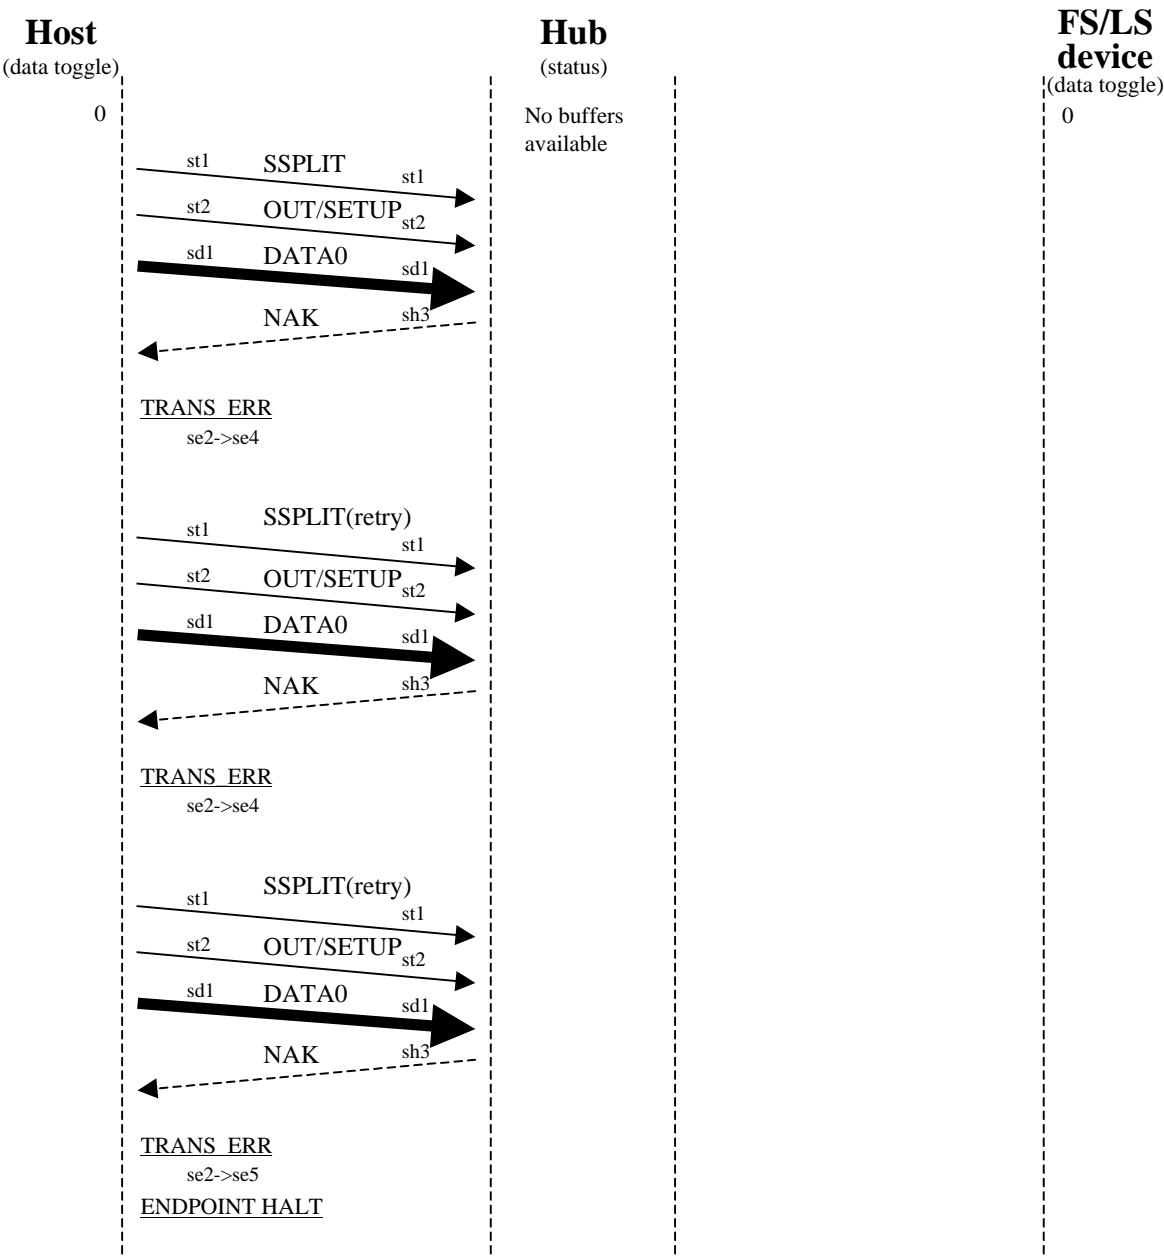 Host
(data toggle)
Hub
(status)
FS/LS
device
(data toggle)
0
No buffers
available
0
st1 SSPLIT st1
st2 OUT/SETUP st2
sd1 DATA0 sd1
NAK sh3
TRANS_ERR
se2->se4
SSPLIT(retry)
st1 st1
st2 OUT/SETUP st2
sd1 DATA0 sd1
NAK sh3
TRANS_ERR
se2->se4
SSPLIT(retry)
st1 st1
st2 OUT/SETUP st2
sd1 DATA0 sd1
NAK sh3
TRANS_ERR
se2->se5
ENDPOINT HALT